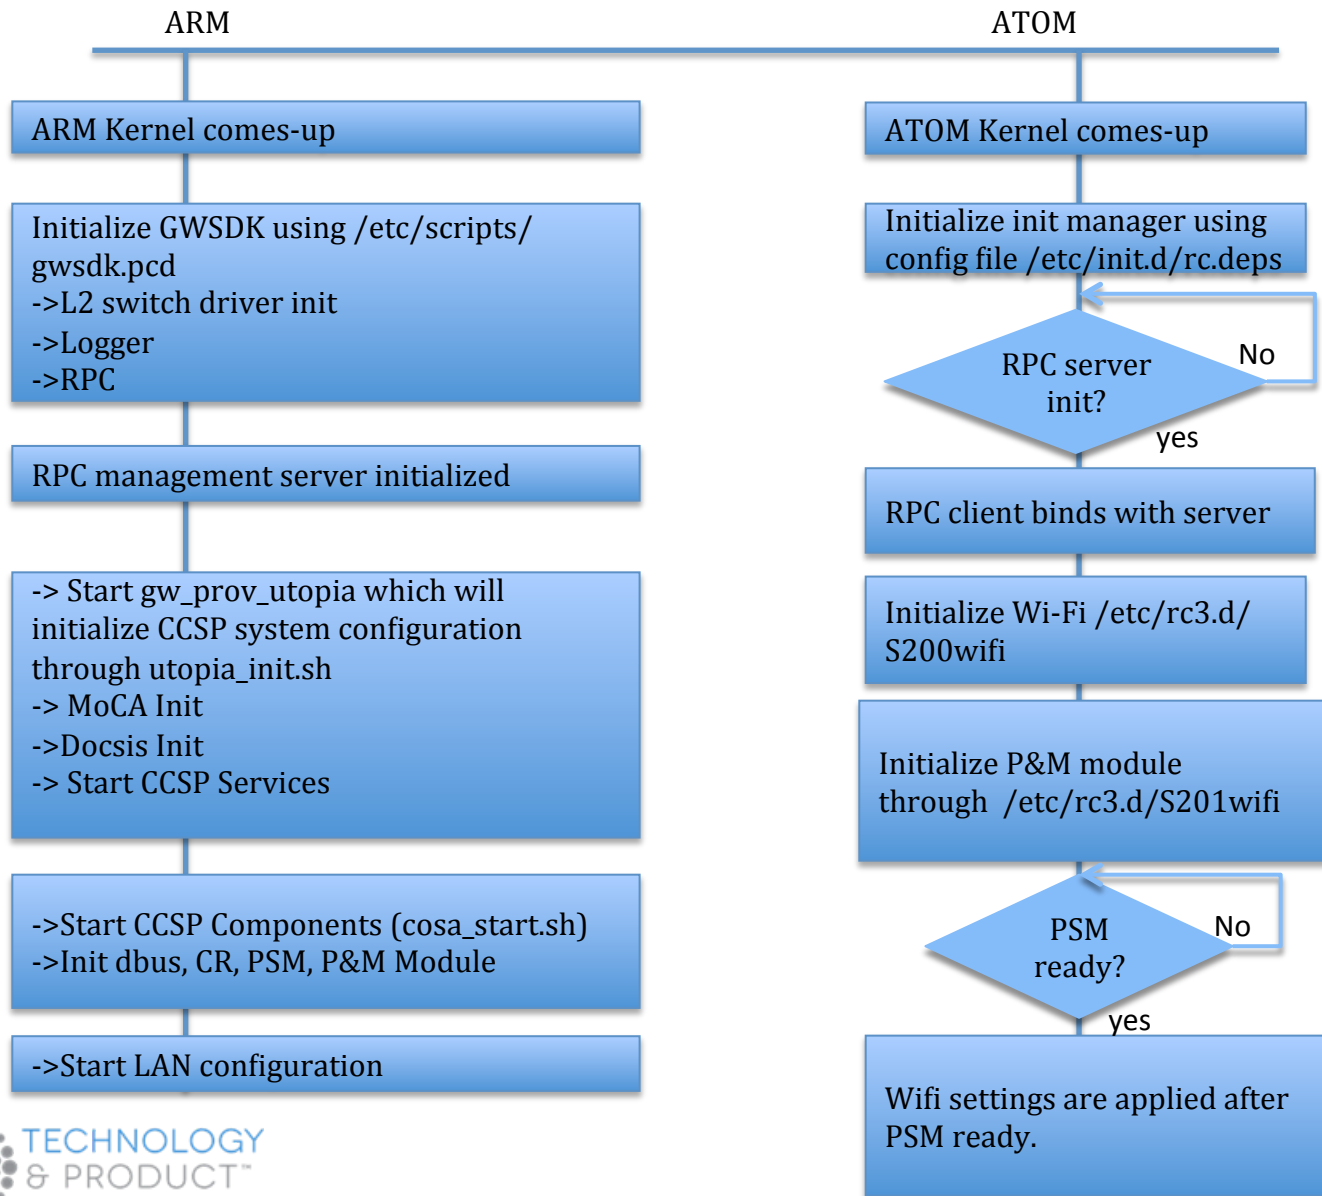 ARM
ARM Kernel comes-up
Initialize GWSDK using /etc/scripts/
gwsdk.pcd
->L2 switch driver init
->Logger
->RPC
RPC management server initialized
-> Start gw_prov_utopia which will
initialize CCSP system configuration
through utopia_init.sh
-> MoCA Init
->Docsis Init
-> Start CCSP Services
->Start CCSP Components (cosa_start.sh)
->Init dbus, CR, PSM, P&M Module
->Start LAN configuration
ATOM
ATOM Kernel comes-up
Initialize init manager using
config file /etc/init.d/rc.deps
RPC server
init?
No
yes
RPC client binds with server
Initialize Wi-Fi /etc/rc3.d/
S200wifi
Initialize P&M module
through /etc/rc3.d/S201wifi
PSM
ready?
No
yes
Wifi settings are applied after
PSM ready.
TECHNOLOGY
& PRODUCT™